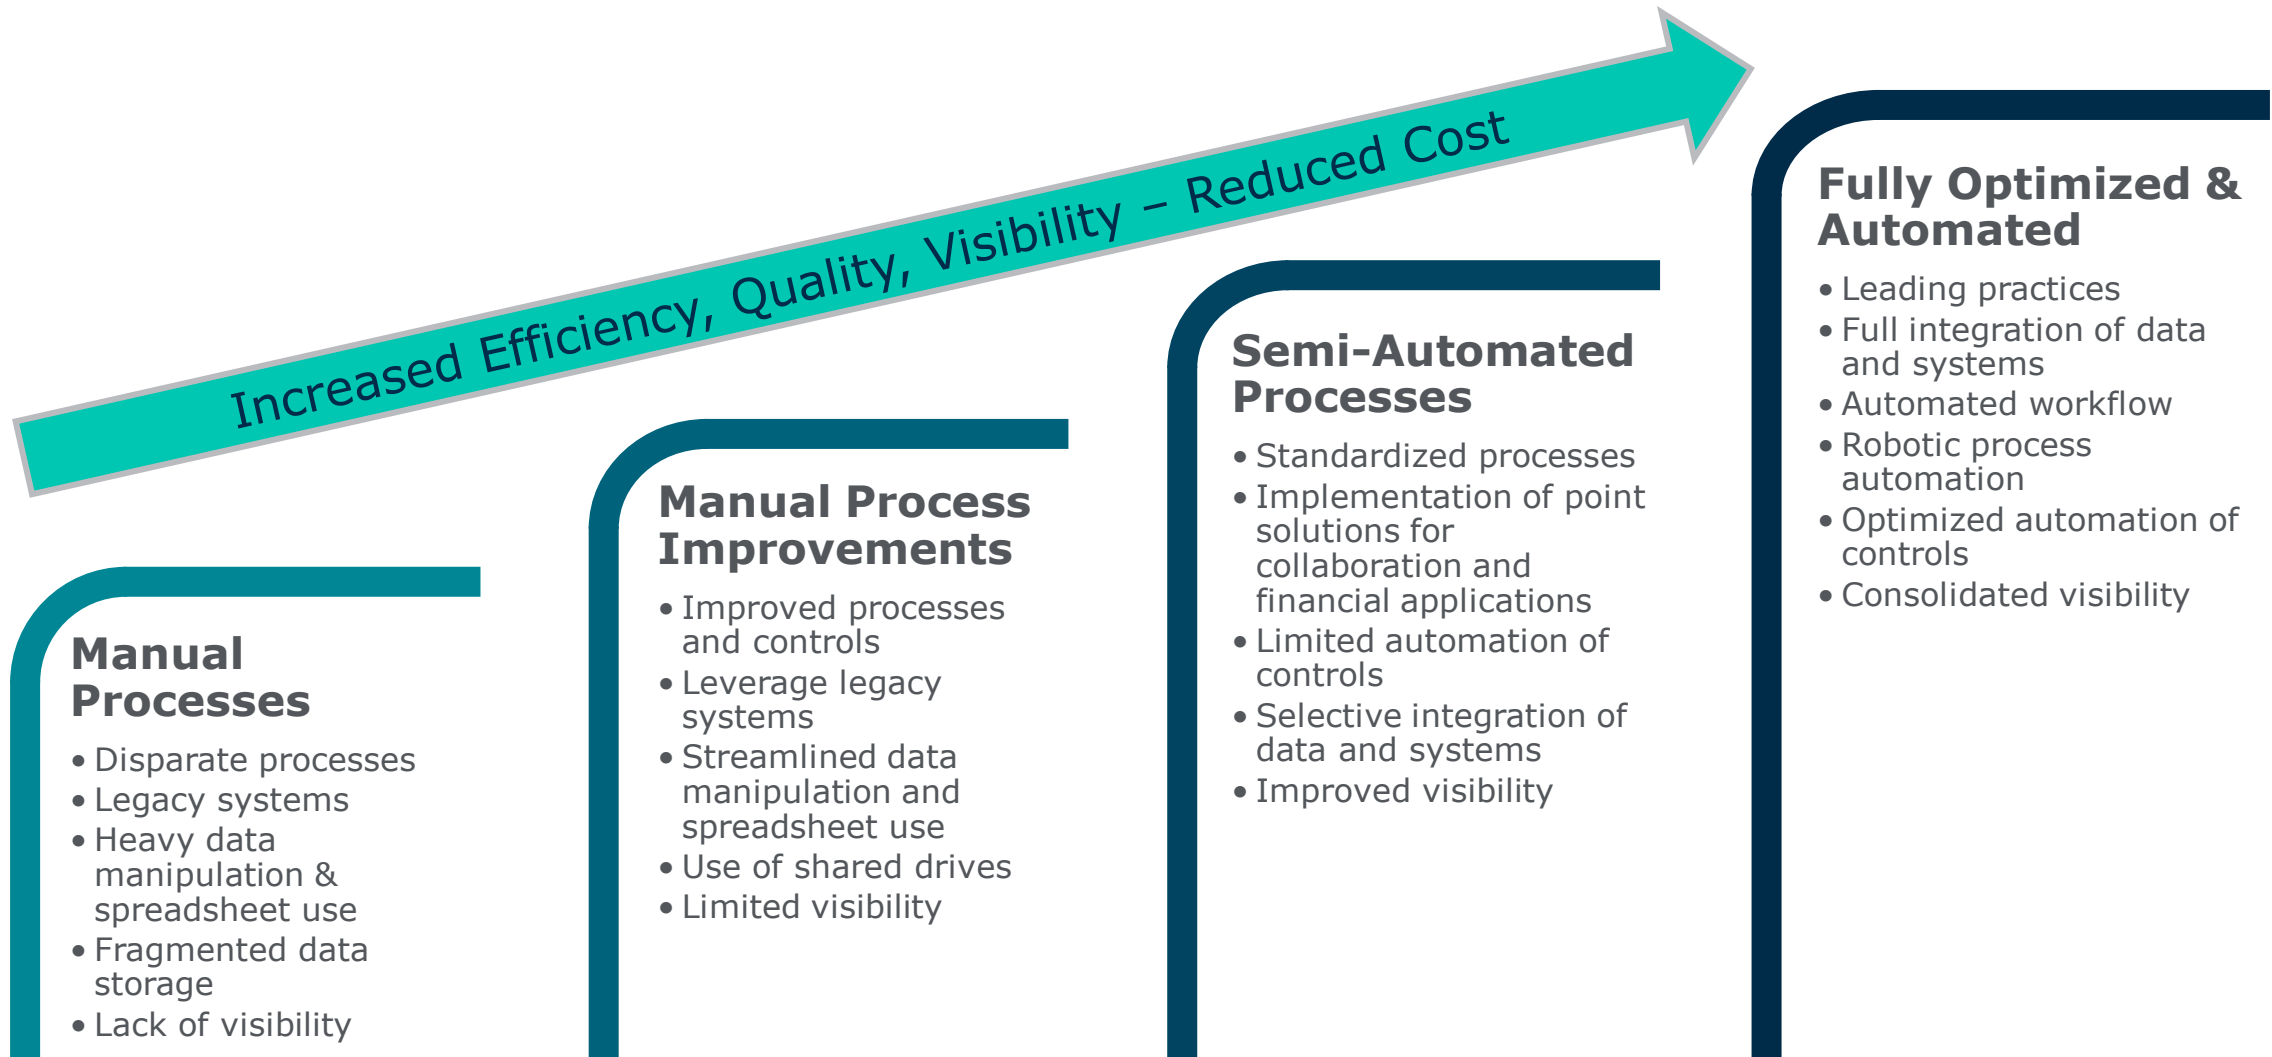 Increased Efficiency, Quality, Visibility – Reduced Cost
Manual
Processes
• Disparate processes
• Legacy systems
• Heavy data
manipulation &
spreadsheet use
• Fragmented data
storage
• Lack of visibility
Manual Process
Improvements
• Improved processes
and controls
• Leverage legacy
systems
• Streamlined data
manipulation and
spreadsheet use
• Use of shared drives
• Limited visibility
Semi-Automated
Processes
• Standardized processes
• Implementation of point
solutions for
collaboration and
financial applications
• Limited automation of
controls
• Selective integration of
data and systems
• Improved visibility
Fully Optimized &
Automated
• Leading practices
• Full integration of data
and systems
• Automated workflow
• Robotic process
automation
• Optimized automation of
controls
• Consolidated visibility